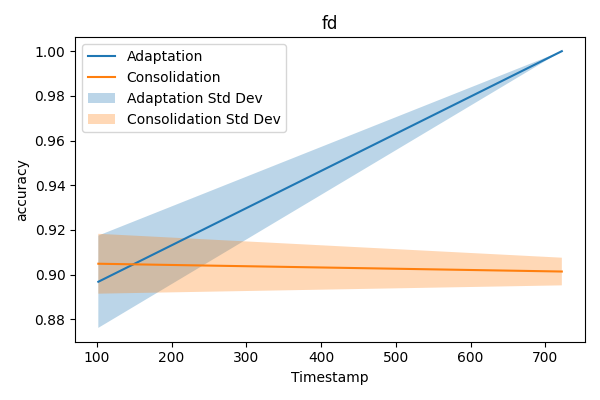 fd
Adaptation
Consolidation
Adaptation Std Dev
Consolidation Std Dev
accuracy
1.00
0.98
0.96
0.94
0.92
0.90
0.88
100 200 300 400 500 600 700
Timestamp